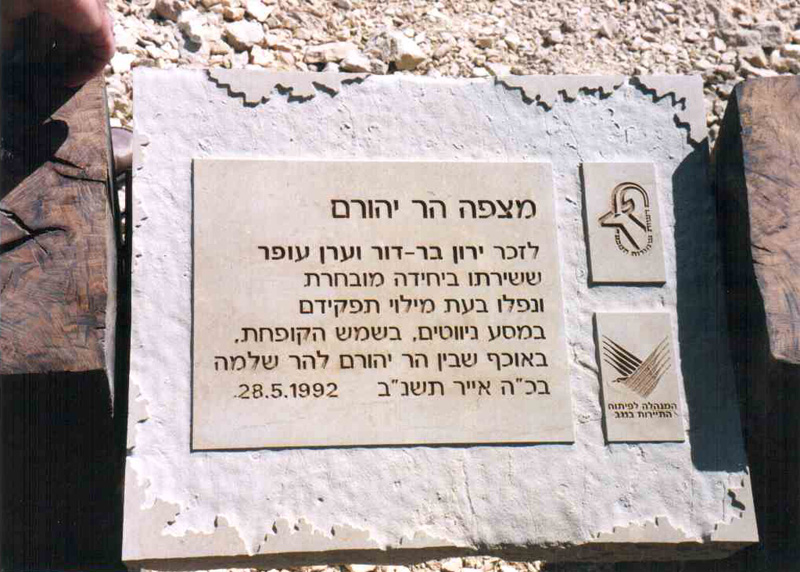 מצפה הר יהורם
לזכר ירון בר-דור וערן עופר
ששירתו ביחידה מובחרת
ונפלו בעת מילוי תפקידם
במסע ניווטים, בשמש הקופחת,
באוכף שבין הר יהורם להר שלמה
בכ"ה אייר תשנ"ב 28.5.1992
המנהלה לפיתוח
התיירות בנגב